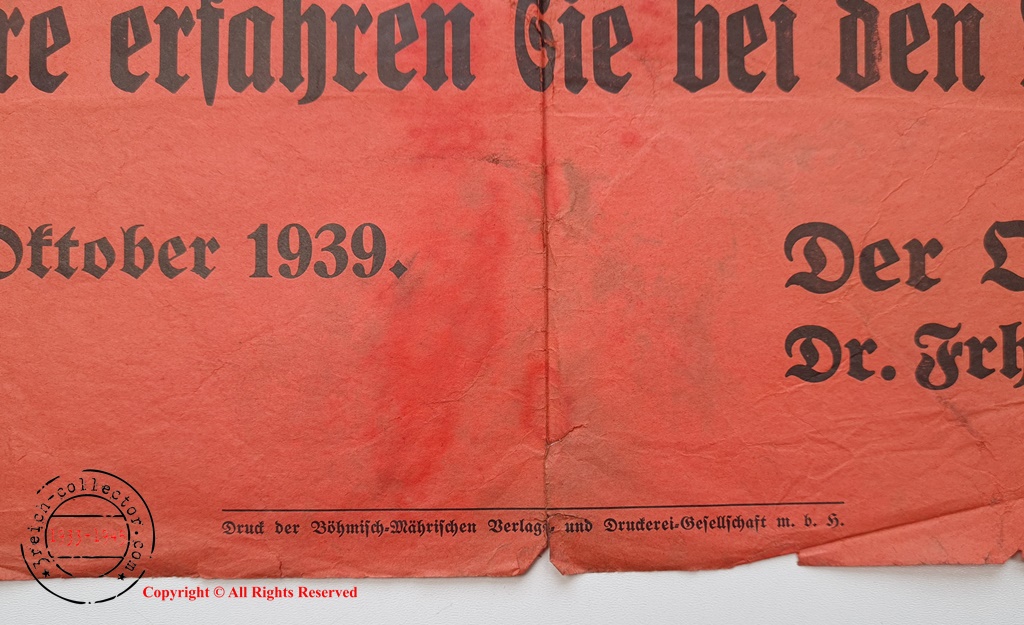 re erfahren Sie bei den
Oktober 1939.
Der
Dr. Frh
Druck der Böhmisch-Mährischen Verlags- und Druckerei-Gesellschaft m. b. H.
3reich-collector.com
Copyright © All Rights Reserved